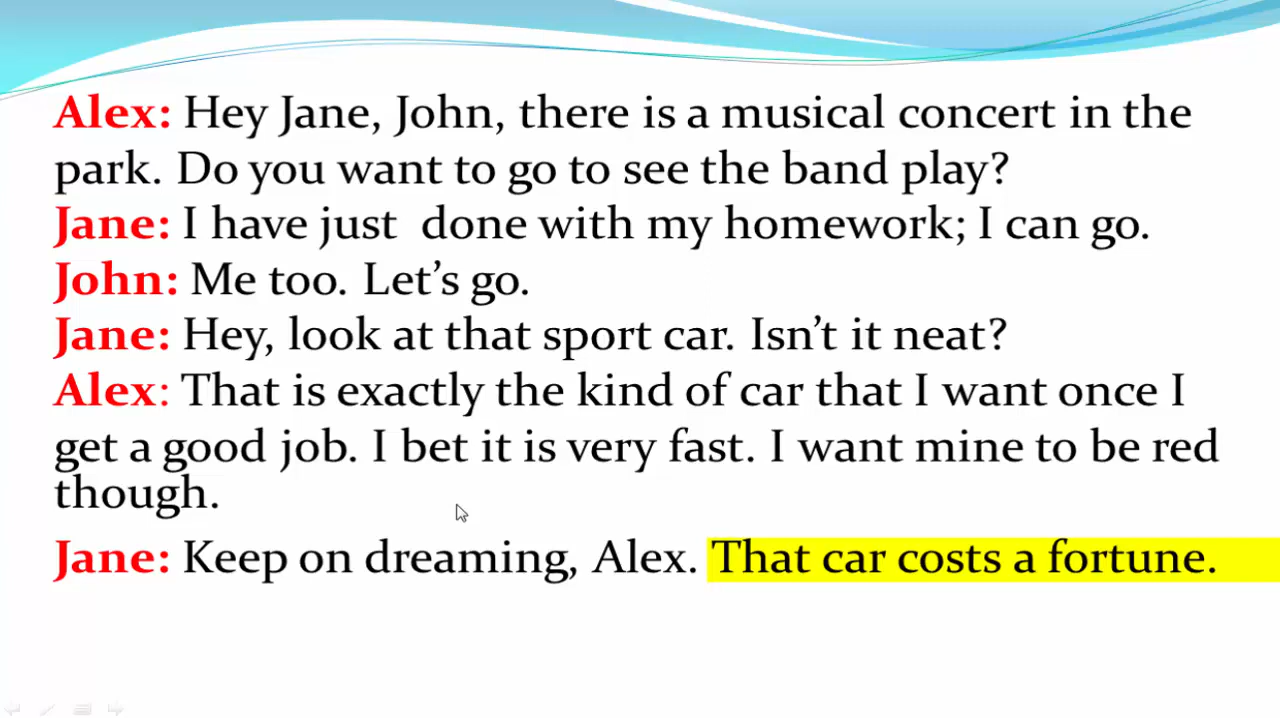 Alex: Hey Jane, John, there is a musical concert in the
park. Do you want to go to see the band play?
Jane: I have just  done with my homework; I can go.
John: Me too. Let’s go.
Jane: Hey, look at that sport car. Isn’t it neat?
Alex: That is exactly the kind of car that I want once I
get a good job. I bet it is very fast. I want mine to be red
though.
Jane: Keep on dreaming, Alex. That car costs a fortune.